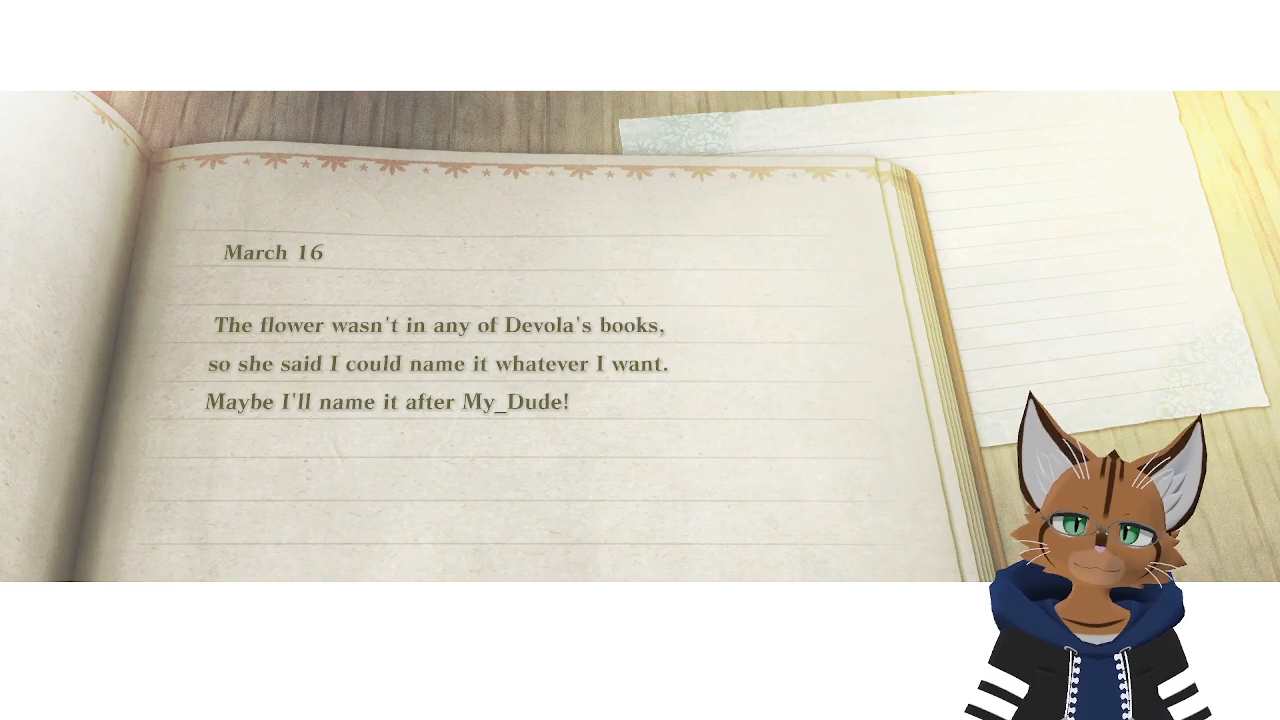 March 16
The flower wasn't in any of Devola's books,
so she said I could name it whatever I want.
Maybe I'll name it after My_Dude!